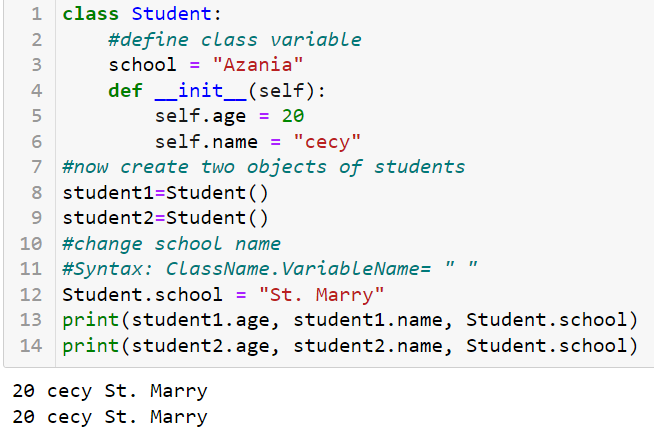 1 class Student:
2     #define class variable
3     school = "Azania"
4     def __init__(self):
5         self.age = 20
6         self.name = "cecy"
7 #now create two objects of students
8 student1=Student()
9 student2=Student()
10 #change school name
11 #Syntax: ClassName.VariableName= " "
12 Student.school = "St. Marry"
13 print(student1.age, student1.name, Student.school)
14 print(student2.age, student2.name, Student.school)
20 cecy St. Marry
20 cecy St. Marry